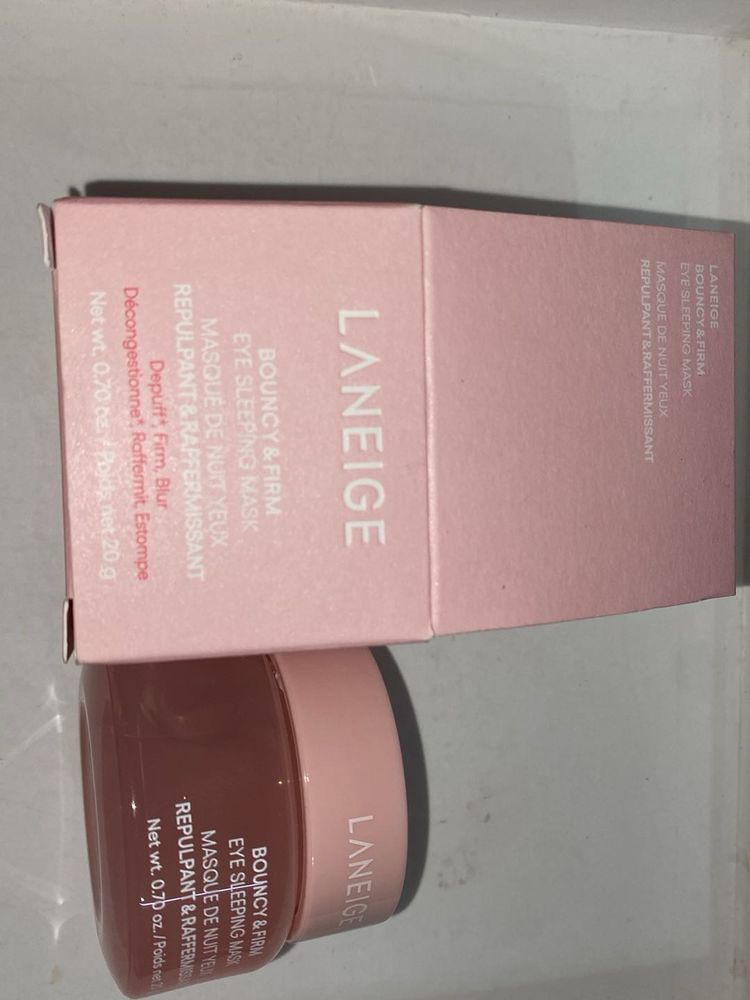 LANEIGE
BOUNCY & FIRM
EYE SLEEPING MASK
MASQUE DE NUIT YEUX
REPULPANT & RAFFERMISSANT
LANEIGE
BOUNCY & FIRM
EYE SLEEPING MASK
MASQUE DE NUIT YEUX
REPULPANT & RAFFERMISSANT
Depuff*, Firm, Blur
Décongestionne*, Raffermit, Estompe
Net wt. 0.70 oz. / Poids net 20 g
LANEIGE
BOUNCY & FIRM
EYE SLEEPING MASK
MASQUE DE NUIT YEUX
REPULPANT & RAFFERMISS
Net wt. 0.70 oz. / Poids net